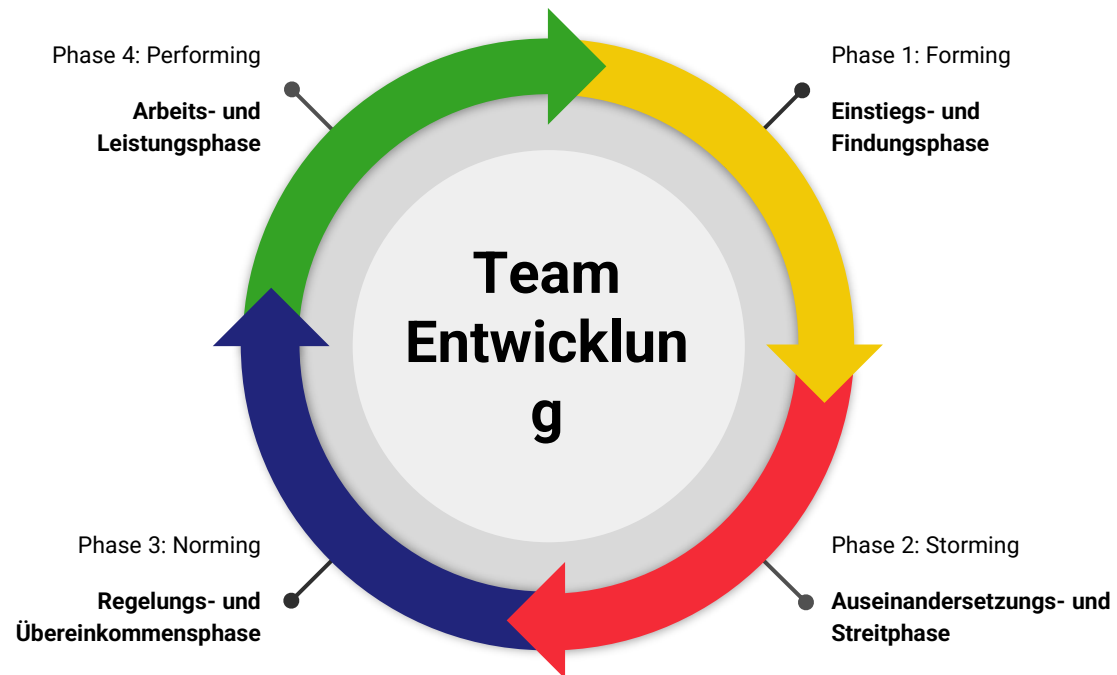 Phase 4: Performing
Arbeits- und
Leistungsphase
Phase 1: Forming
Einstiegs- und
Findungsphase
Team
Entwicklun
g
Phase 3: Norming
Regelungs- und
Übereinkommensphase
Phase 2: Storming
Auseinandersetzungs- und
Streitphase